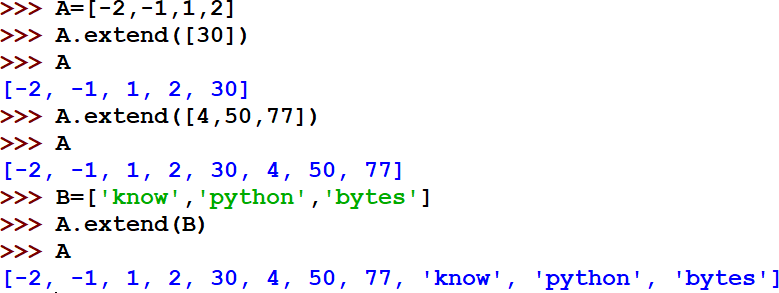 >>> A=[-2,-1,1,2]
>>> A.extend([30])
>>> A
[-2, -1, 1, 2, 30]
>>> A.extend([4,50,77])
>>> A
[-2, -1, 1, 2, 30, 4, 50, 77]
>>> B=['know','python','bytes']
>>> A.extend(B)
>>> A
[-2, -1, 1, 2, 30, 4, 50, 77, 'know', 'python', 'bytes']